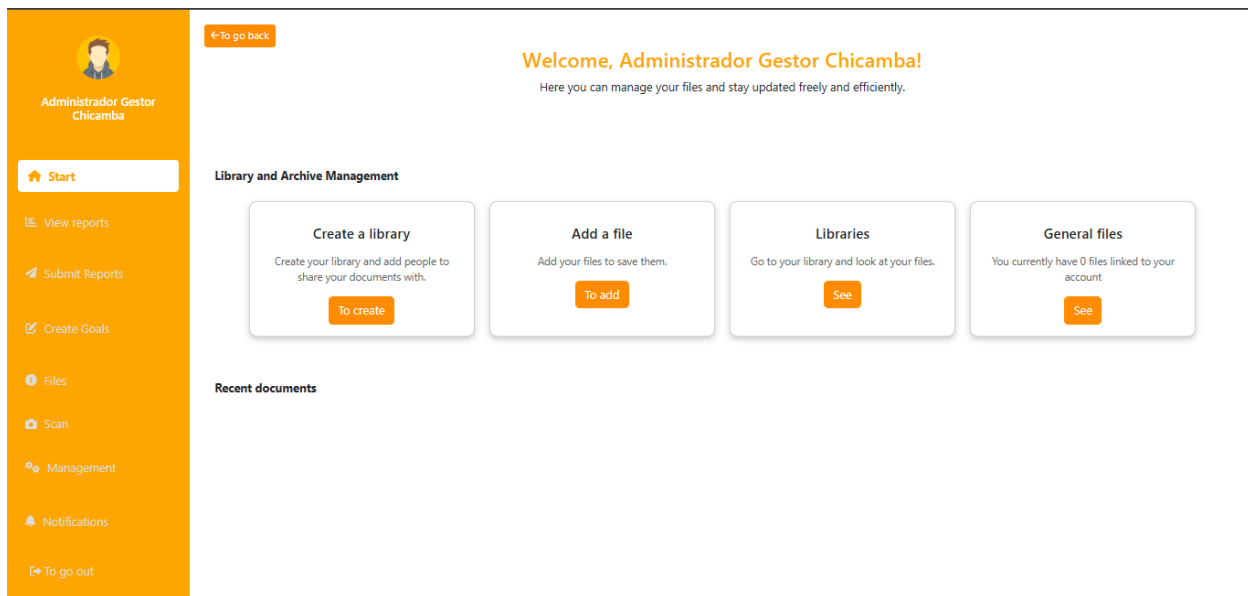 Administrador Gestor
Chicamba
Start
View reports
Submit Reports
Create Goals
Files
Scan
Management
Notifications
To go out
←To go back
Welcome, Administrador Gestor Chicamba!
Here you can manage your files and stay updated freely and efficiently.
Library and Archive Management
Create a library
Create your library and add people to
share your documents with.
To create
Add a file
Add your files to save them.
To add
Libraries
Go to your library and look at your files.
See
General files
You currently have 0 files linked to your
account
See
Recent documents